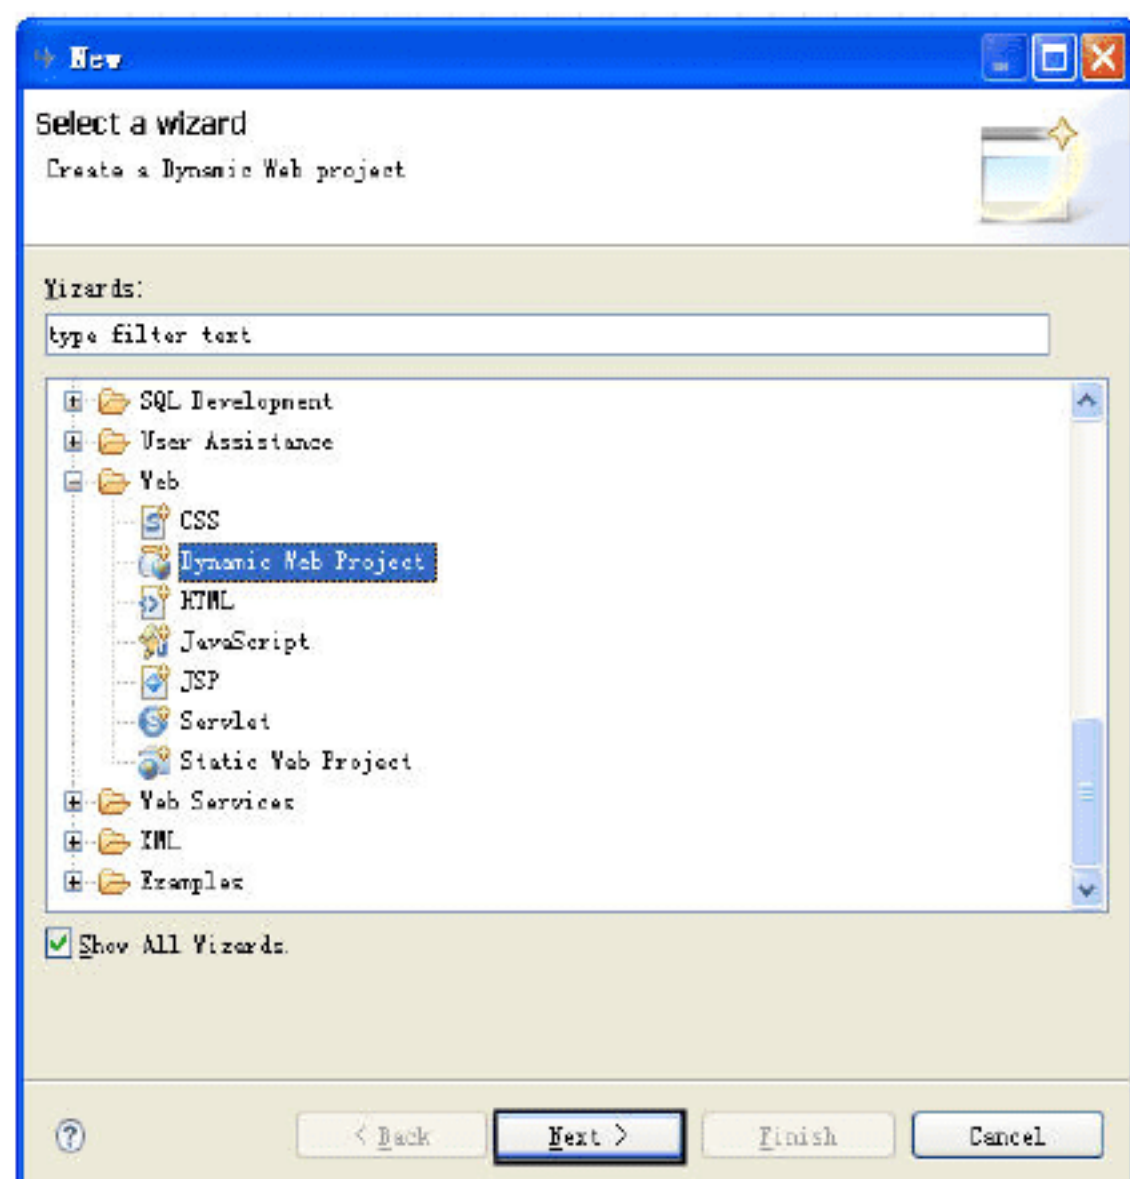 New
Select a wizard
Create a Dynamic Web project
Wizards:
type filter text
SQL Development
User Assistance
Web
CSS
Dynamic Web Project
HTML
JavaScript
JSP
Servlet
Static Web Project
Web Services
XML
Examples
Show All Wizards.
?
< Back
Next >
Finish
Cancel